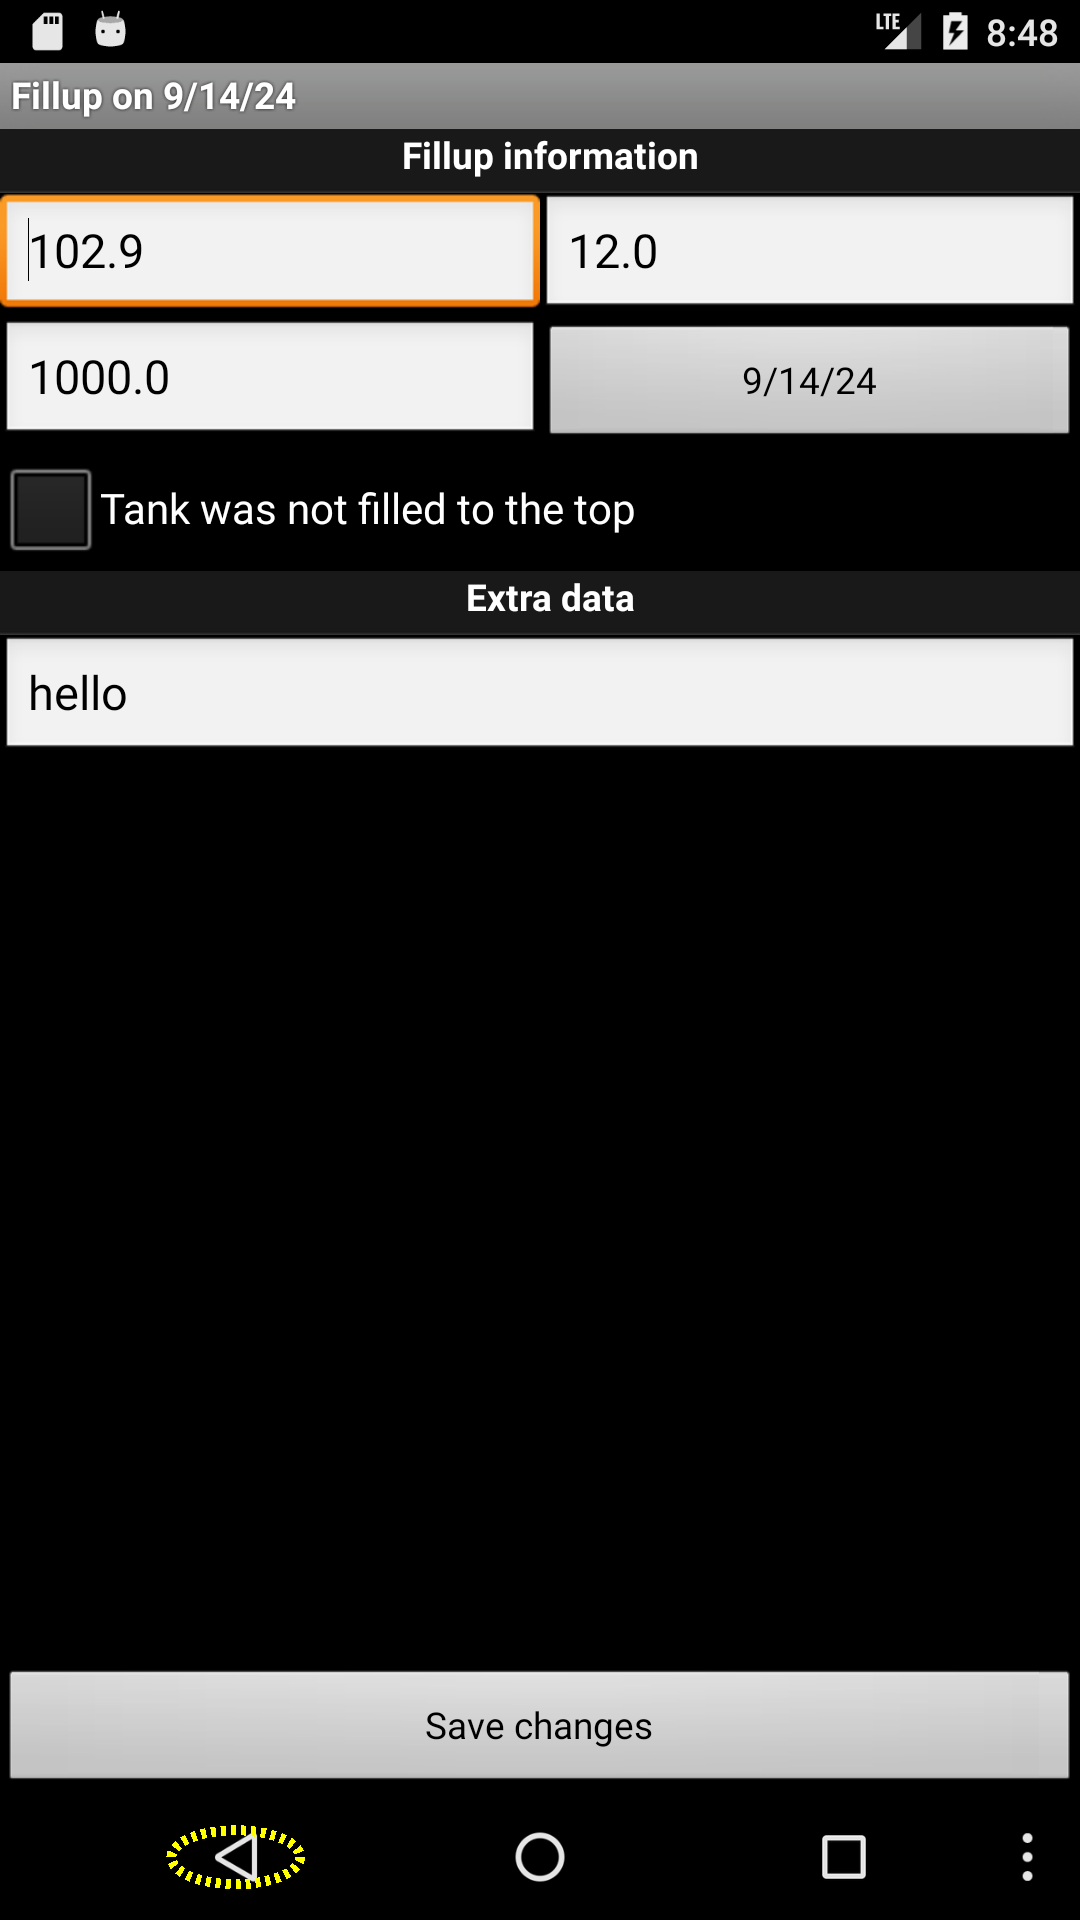 LTE 8:48
Fillup on 9/14/24
Fillup information
102.9 12.0
1000.0 9/14/24
Tank was not filled to the top
Extra data
hello
Save changes